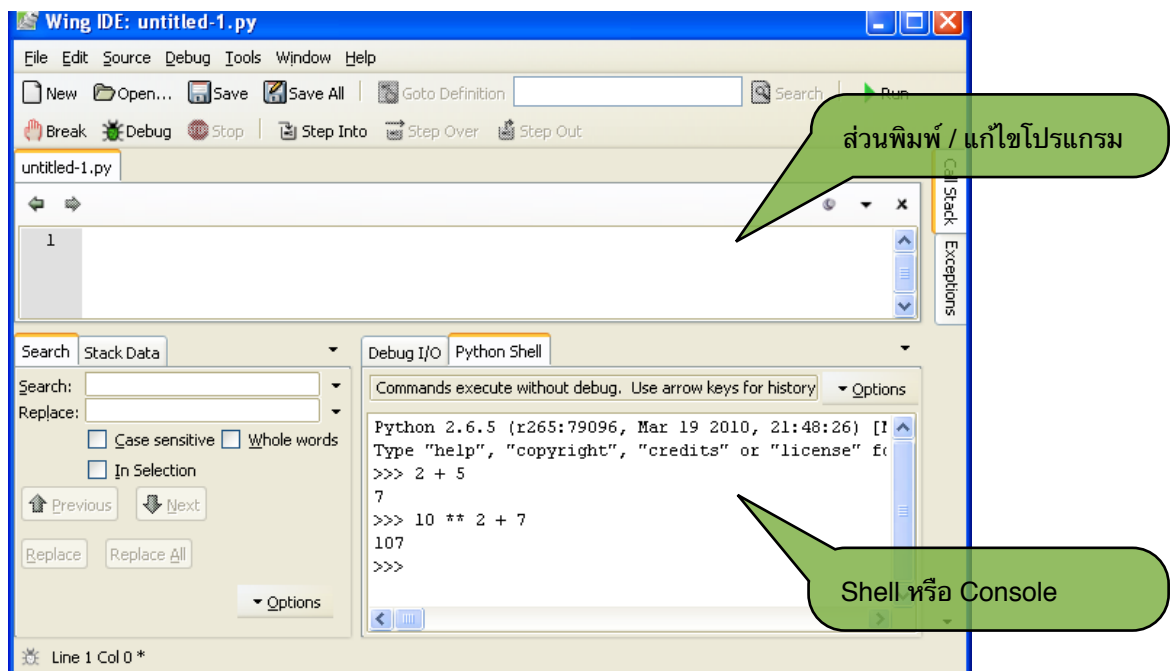 Wing IDE: untitled-1.py
File Edit Source Debug Tools Window Help
New Open... Save Save All Goto Definition Search Run
Break Debug Stop Step Into Step Over Step Out
ส่วนพิมพ์ / แก้ไขโปรแกรม
untitled-1.py
Call Stack
Exceptions
1
Search Stack Data
Search:
Replace:
Case sensitive Whole words
In Selection
Previous Next
Replace Replace All
Options
Debug I/O Python Shell
Commands execute without debug. Use arrow keys for history Options
Python 2.6.5 (r265:79096, Mar 19 2010, 21:48:26) [
Type "help", "copyright", "credits" or "license" fo
>>> 2 + 5
7
>>> 10 ** 2 + 7
107
>>>
Shell หรือ Console
Line 1 Col 0 *